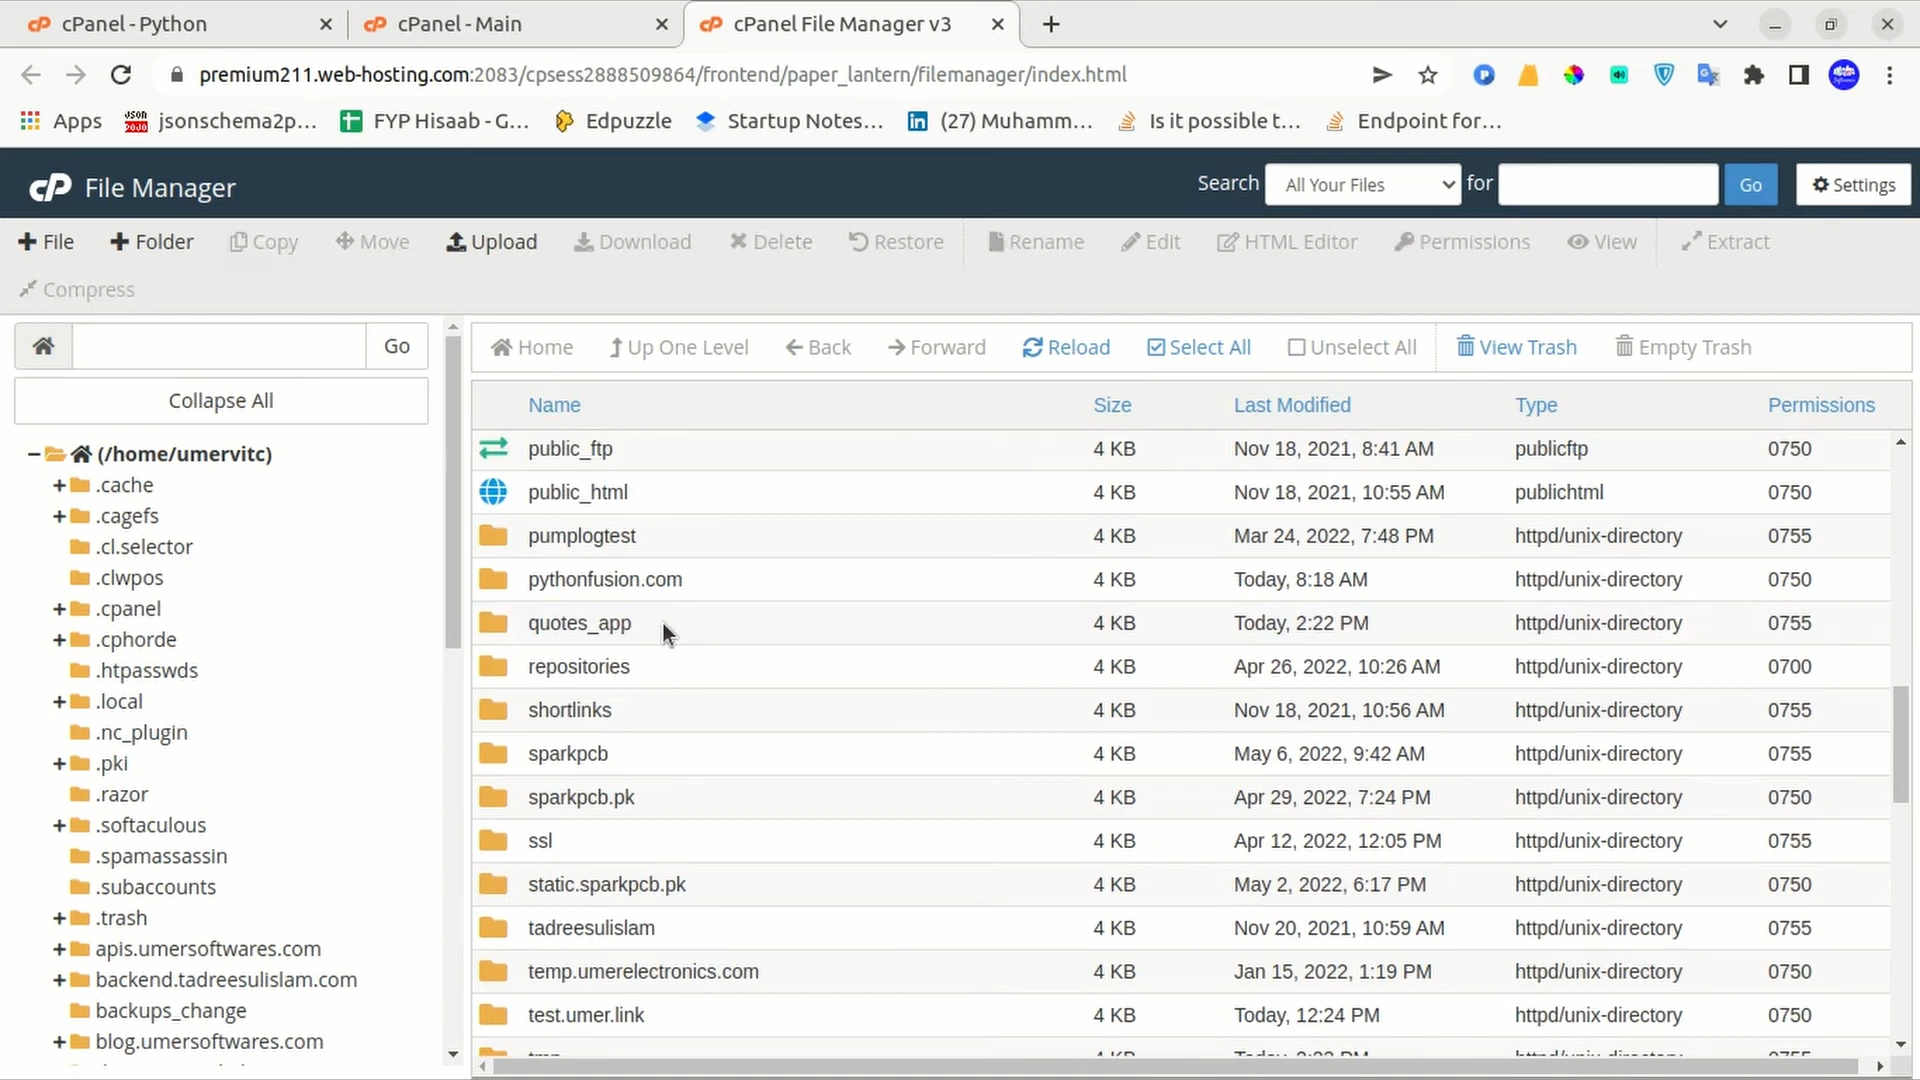 cPanel - Python
cPanel - Main
cPanel File Manager v3
premium211.web-hosting.com:2083/cpsess2888509864/frontend/paper_lantern/filemanager/index.html
Apps
jsonschema2p...
FYP Hisaab - G...
Edpuzzle
Startup Notes...
(27) Muhamm...
Is it possible t...
Endpoint for...
cP File Manager
Search All Your Files for Go Settings
File Folder Copy Move Upload Download Delete Restore Rename Edit HTML Editor Permissions View Extract
Compress
Go
Collapse All
(/home/umervitc)
.cache
.cagefs
.cl.selector
.clwpos
.cpanel
.cphorde
.htpasswds
.local
.nc_plugin
.pki
.razor
.softaculous
.spamassassin
.subaccounts
.trash
apis.umersoftwares.com
backend.tadreesulislam.com
backups_change
blog.umersoftwares.com
Home Up One Level Back Forward Reload Select All Unselect All View Trash Empty Trash
Name Size Last Modified Type Permissions
public_ftp 4 KB Nov 18, 2021, 8:41 AM publicftp 0750
public_html 4 KB Nov 18, 2021, 10:55 AM publichtml 0750
pumplogtest 4 KB Mar 24, 2022, 7:48 PM httpd/unix-directory 0755
pythonfusion.com 4 KB Today, 8:18 AM httpd/unix-directory 0750
quotes_app 4 KB Today, 2:22 PM httpd/unix-directory 0755
repositories 4 KB Apr 26, 2022, 10:26 AM httpd/unix-directory 0700
shortlinks 4 KB Nov 18, 2021, 10:56 AM httpd/unix-directory 0755
sparkpcb 4 KB May 6, 2022, 9:42 AM httpd/unix-directory 0755
sparkpcb.pk 4 KB Apr 29, 2022, 7:24 PM httpd/unix-directory 0750
ssl 4 KB Apr 12, 2022, 12:05 PM httpd/unix-directory 0755
static.sparkpcb.pk 4 KB May 2, 2022, 6:17 PM httpd/unix-directory 0750
tadreesulislam 4 KB Nov 20, 2021, 10:59 AM httpd/unix-directory 0755
temp.umerelectronics.com 4 KB Jan 15, 2022, 1:19 PM httpd/unix-directory 0750
test.umer.link 4 KB Today, 12:24 PM httpd/unix-directory 0750